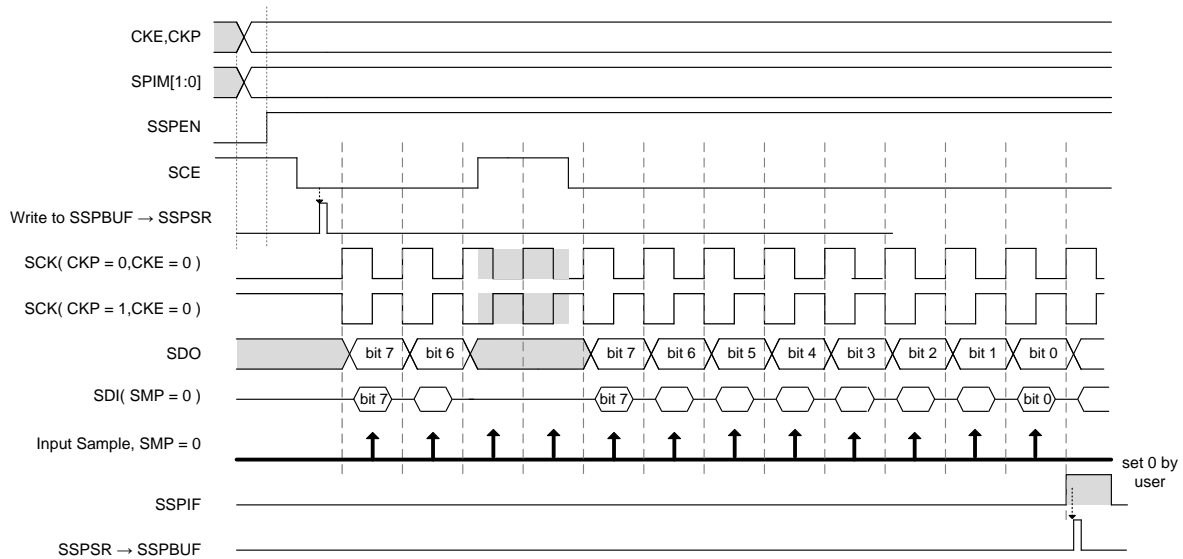 CKE,CKP
SPIM[1:0]
SSPEN
SCE
Write to SSPBUF → SSPSR
SCK( CKP = 0,CKE = 0 )
SCK( CKP = 1,CKE = 0 )
SDO bit 7 bit 6 bit 7 bit 6 bit 5 bit 4 bit 3 bit 2 bit 1 bit 0
SDI( SMP = 0 ) bit 7 bit 7 bit 0
Input Sample, SMP = 0
set 0 by
user
SSPIF
SSPSR → SSPBUF